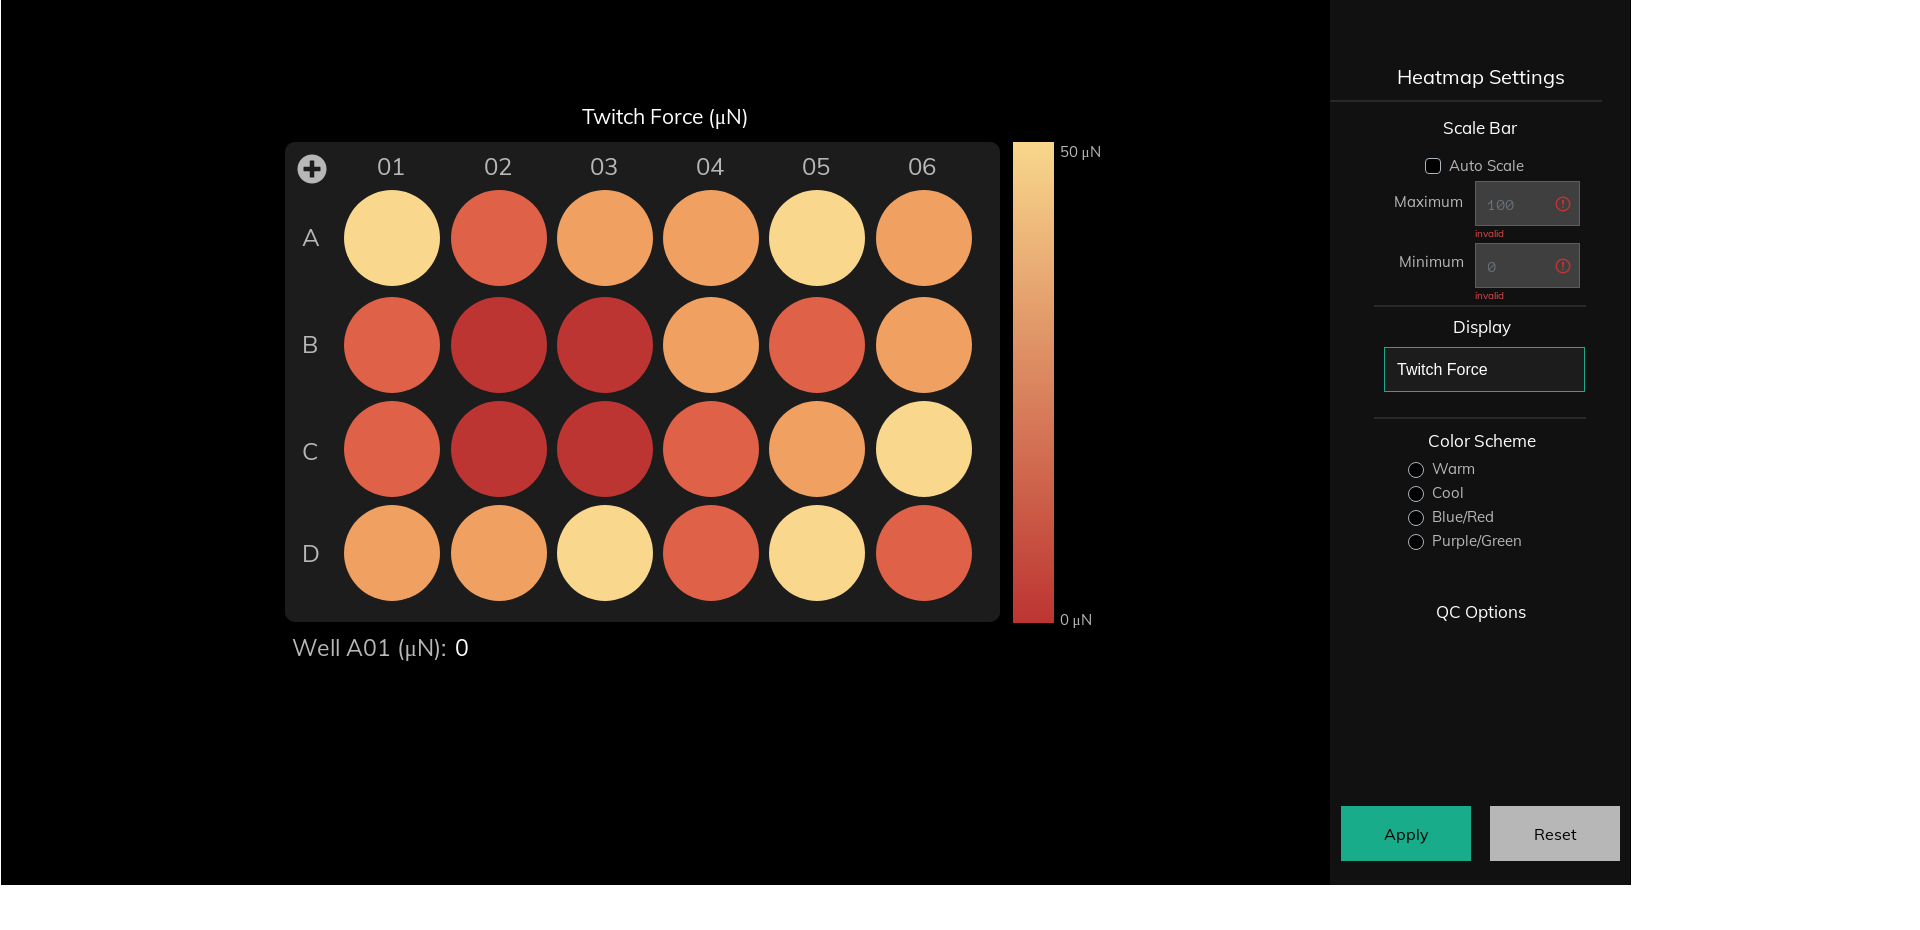 Twitch Force (μN)
01 02 03 04 05 06
A
B
C
D
50 μN
0 μN
Well A01 (μN): 0
Heatmap Settings
Scale Bar
Auto Scale
Maximum 100
invalid
Minimum 0
invalid
Display
Twitch Force
Color Scheme
Warm
Cool
Blue/Red
Purple/Green
QC Options
Apply Reset